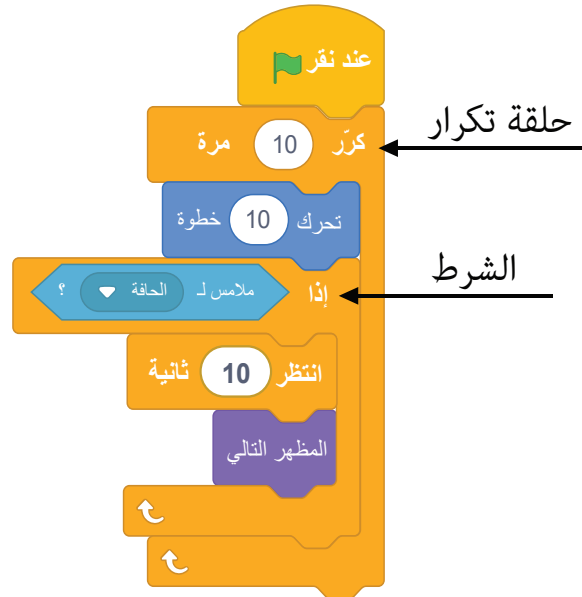 عند نقر
كرّر 10 مرة
حلقة تكرار
تحرك 10 خطوة
إذا ملامس لـ الحافة ؟
الشرط
انتظر 10 ثانية
المظهر التالي